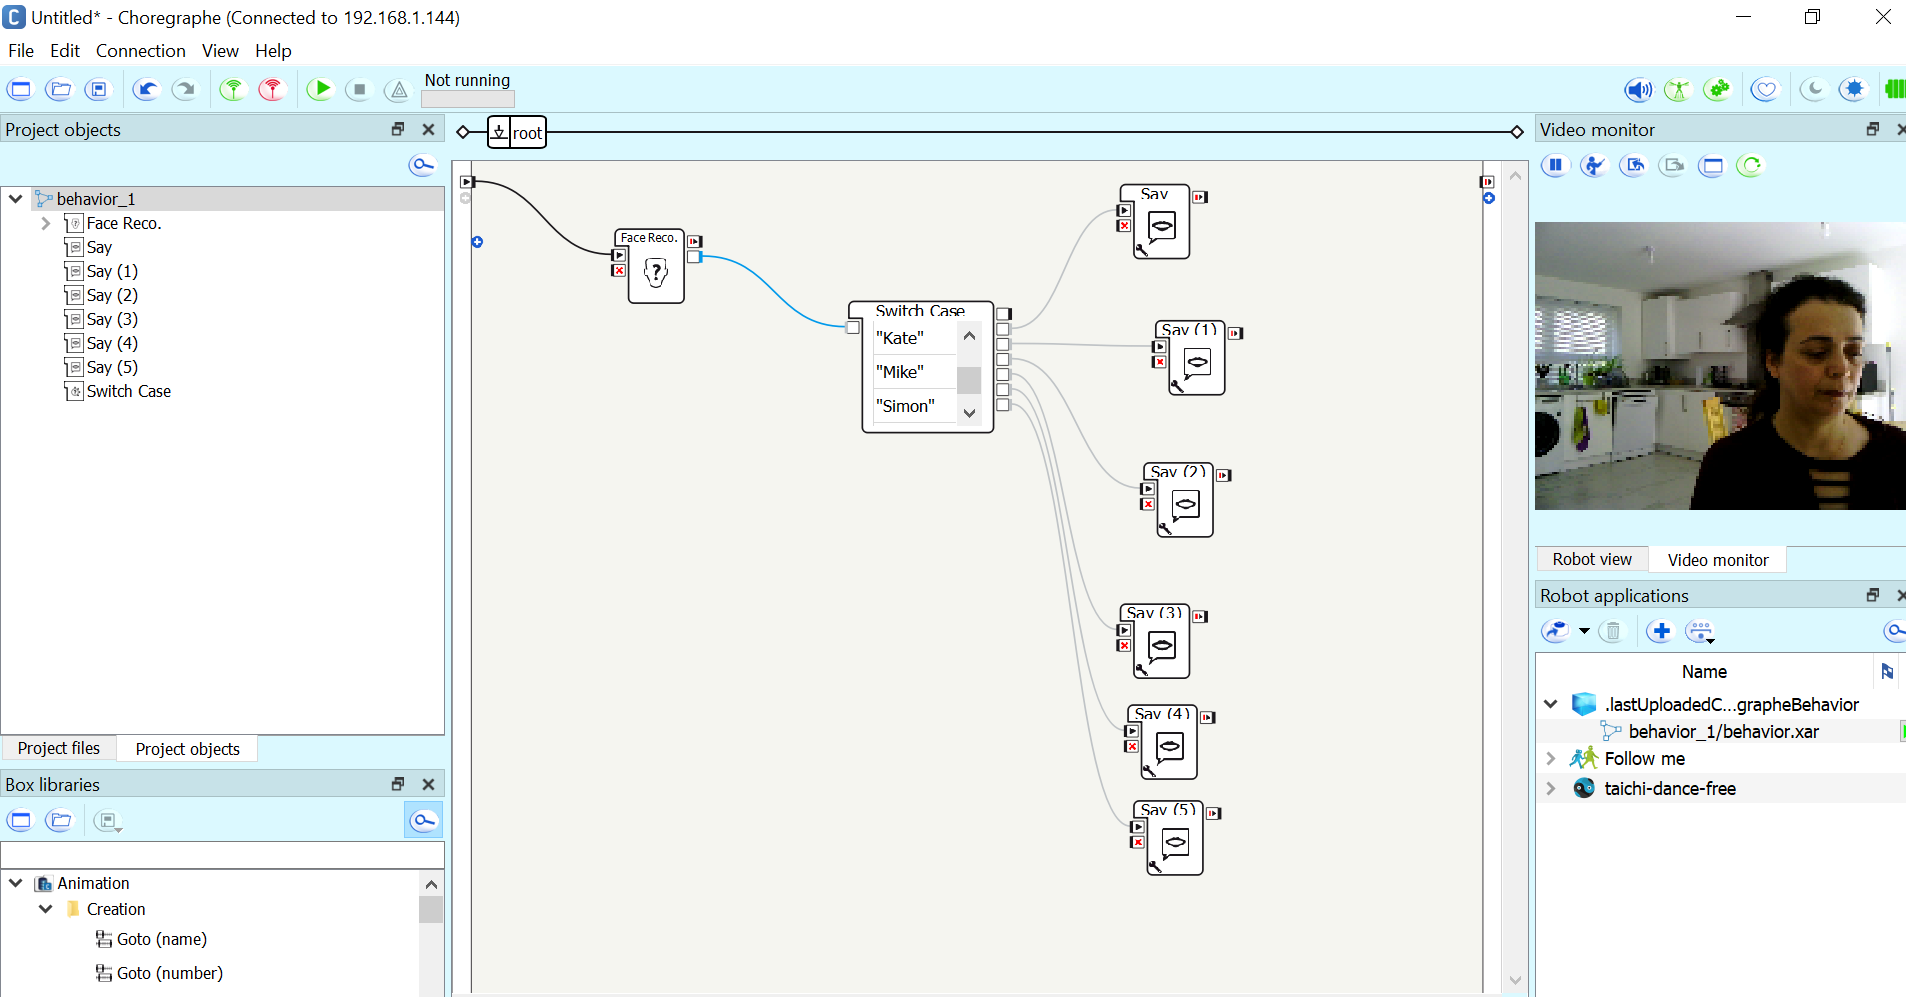 Untitled* - Choregraphe (Connected to 192.168.1.144)
File Edit Connection View Help
Not running
Project objects
root
Video monitor
behavior_1
Face Reco.
Say
Say (1)
Say (2)
Say (3)
Say (4)
Say (5)
Switch Case
Face Reco.
Switch Case
"Kate"
"Mike"
"Simon"
Say
Say (1)
Say (2)
Say (3)
Say (4)
Say (5)
Project files Project objects
Box libraries
Animation
Creation
Goto (name)
Goto (number)
Robot view Video monitor
Robot applications
Name
.lastUploadedC...grapheBehavior
behavior_1/behavior.xar
Follow me
taichi-dance-free